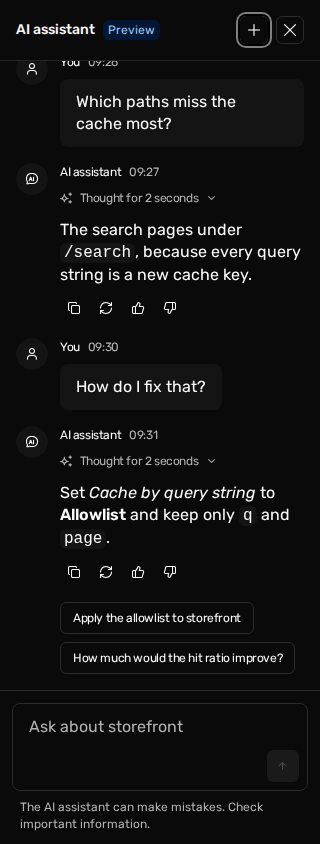 AI assistant Preview
You 09:26
Which paths miss the
cache most?
AI assistant 09:27
Thought for 2 seconds
The search pages under
/search, because every query
string is a new cache key.
You 09:30
How do I fix that?
AI assistant 09:31
Thought for 2 seconds
Set Cache by query string to
Allowlist and keep only q and
page.
Apply the allowlist to storefront
How much would the hit ratio improve?
Ask about storefront
The AI assistant can make mistakes. Check
important information.